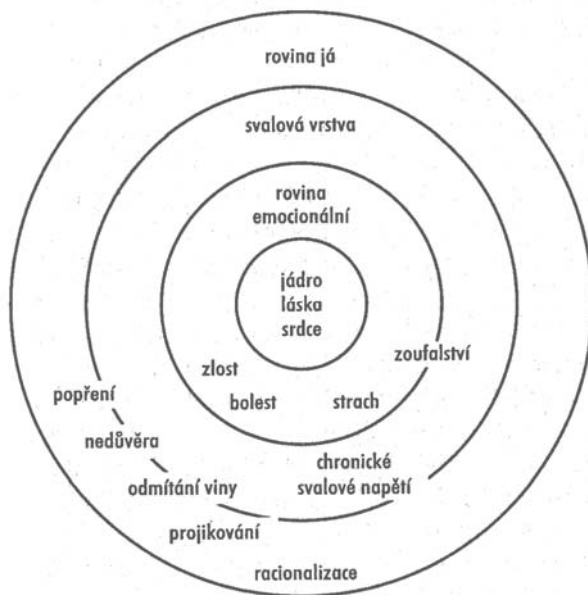 rovina já
svalová vrstva
rovina
emocionální
jádro
láska
srdce
zoufalství
zlost
bolest
strach
popření
nedůvěra
odmítání viny
chronické
svalové napětí
projikování
racionalizace